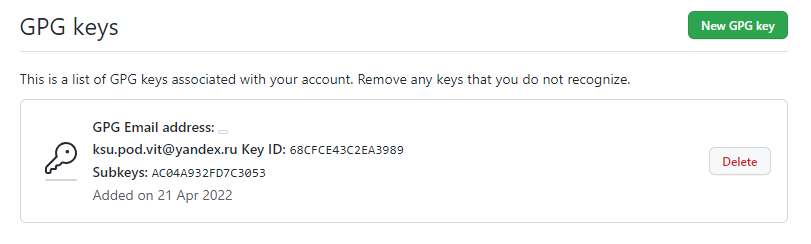 GPG keys
New GPG key
This is a list of GPG keys associated with your account. Remove any keys that you do not recognize.
GPG Email address:
ksu.pod.vit@yandex.ru Key ID: 68CFCE43C2EA3989
Subkeys: AC04A932FD7C3053
Added on 21 Apr 2022
Delete